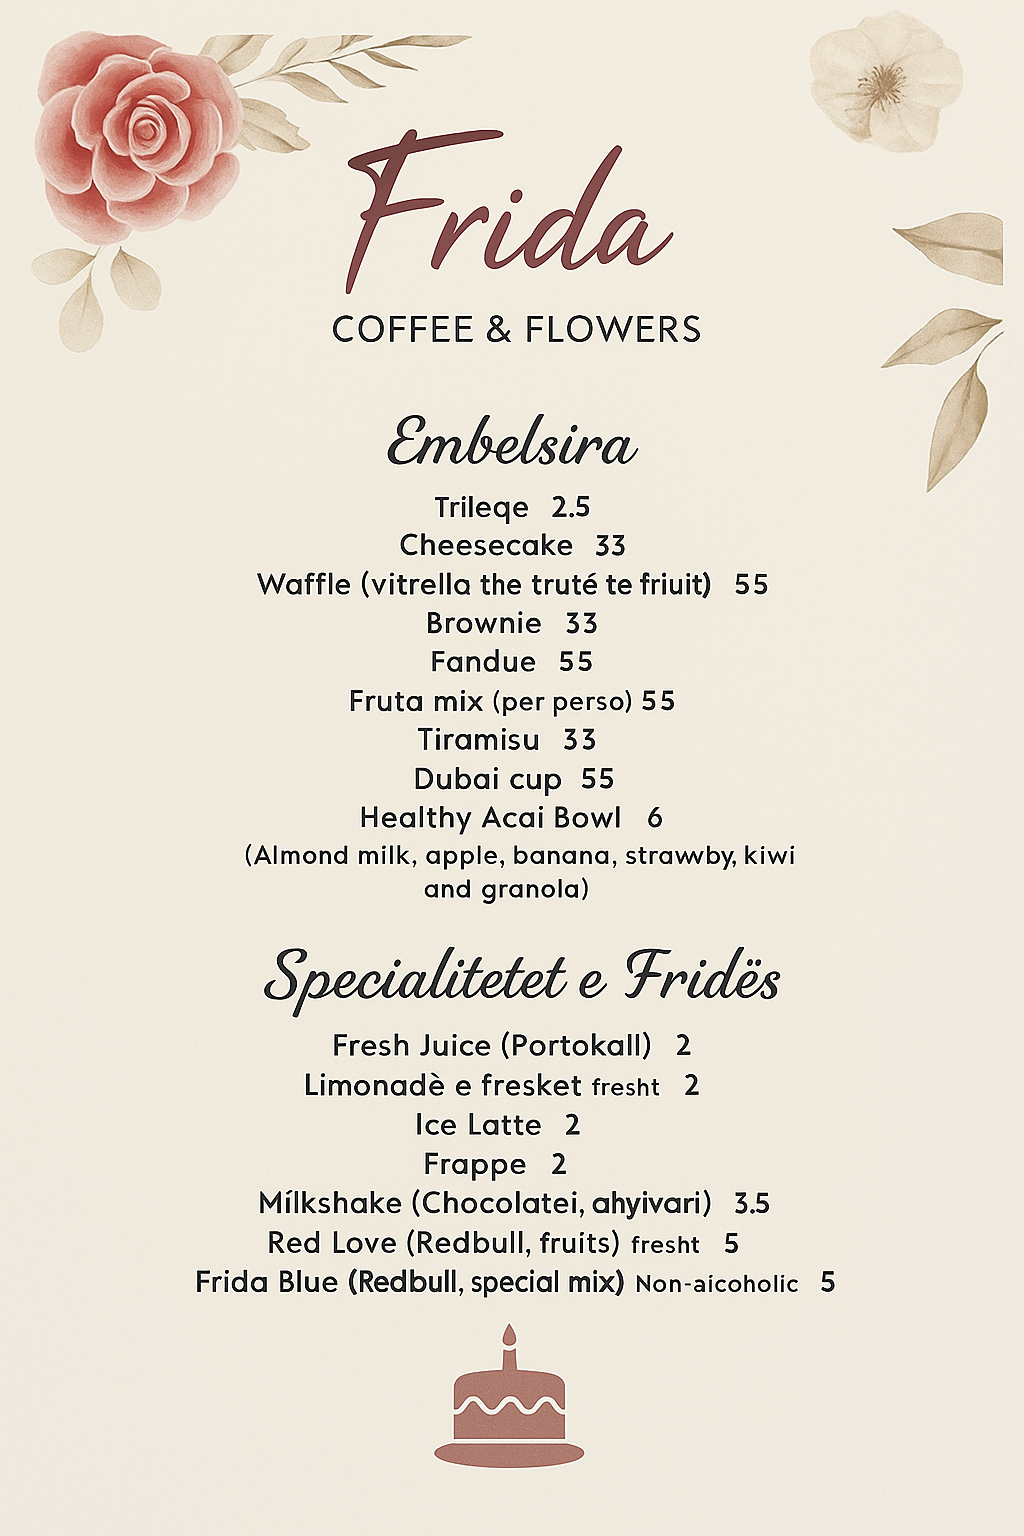 Frida
COFFEE & FLOWERS
Embelsira
Trileqe 2.5
Cheesecake 33
Waffle (vitrella the truté te friuit) 55
Brownie 33
Fandue 55
Fruta mix (per perso) 55
Tiramisu 33
Dubai cup 55
Healthy Acai Bowl 6
(Almond milk, apple, banana, strawwby, kiwi
and granola)
Specialitetet e Fridës
Fresh Juice (Portokall) 2
Limonadè e fresket fresht 2
Ice Latte 2
Frappe 2
Mílkshake (Chocolatei, ahyivari) 3.5
Red Love (Redbull, fruits) fresht 5
Frida Blue (Redbull, special mix) Non-aicoholic 5